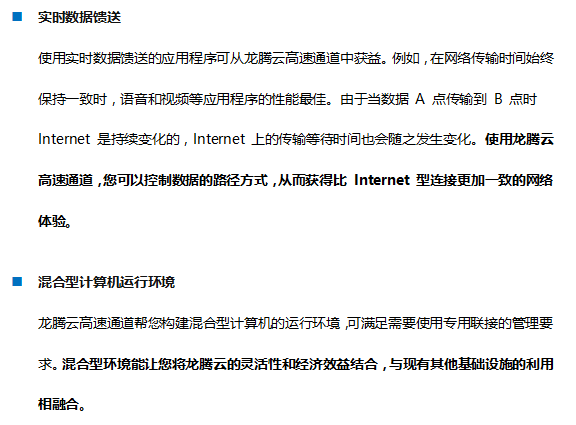 实时数据馈送
使用实时数据馈送的应用程序可从龙腾云高速通道中获益。例如，在网络传输时间始终
保持一致时，语音和视频等应用程序的性能最佳。由于当数据 A 点传输到 B 点时
Internet 是持续变化的，Internet 上的传输等待时间也会随之发生变化。使用龙腾云
高速通道，您可以控制数据的路径方式，从而获得比 Internet 型连接更加一致的网络
体验。
混合型计算机运行环境
龙腾云高速通道帮您构建混合型计算机的运行环境，可满足需要使用专用联接的管理要
求。混合型环境能让您将龙腾云的灵活性和经济效益结合，与现有其他基础设施的利用
相融合。